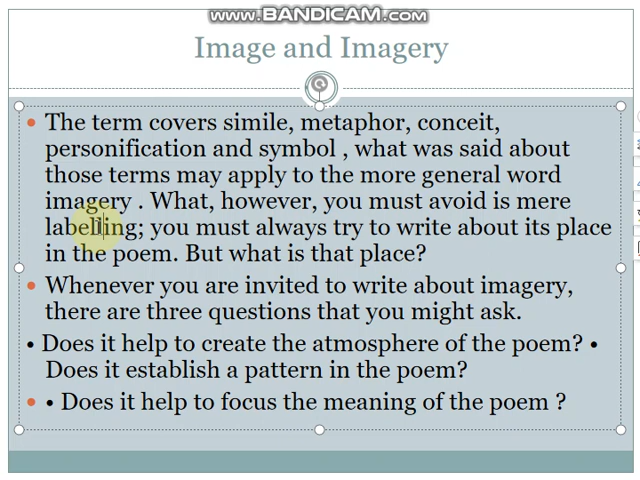 www.BANDICAM.com
Image and Imagery
• The term covers simile, metaphor, conceit,
personification and symbol , what was said about
those terms may apply to the more general word
imagery . What, however, you must avoid is mere
labelling; you must always try to write about its place
in the poem. But what is that place?
• Whenever you are invited to write about imagery,
there are three questions that you might ask.
• Does it help to create the atmosphere of the poem? •
Does it establish a pattern in the poem?
• • Does it help to focus the meaning of the poem ?